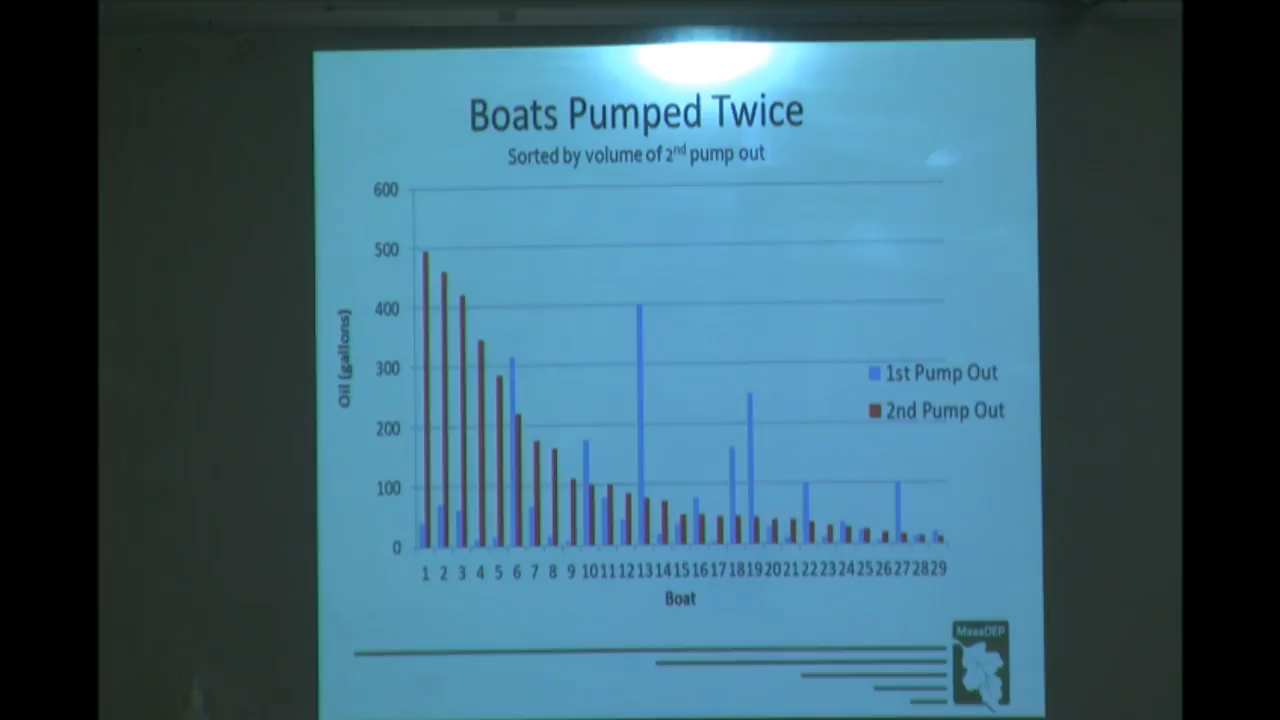 Boats Pumped Twice
Sorted by volume of 2nd pump out
600
500
400
300
200
100
0
Oil (gallons)
1st Pump Out
2nd Pump Out
1 2 3 4 5 6 7 8 9 10 11 12 13 14 15 16 17 18 19 20 21 22 23 24 25 26 27 28 29
Boat
MassDEP